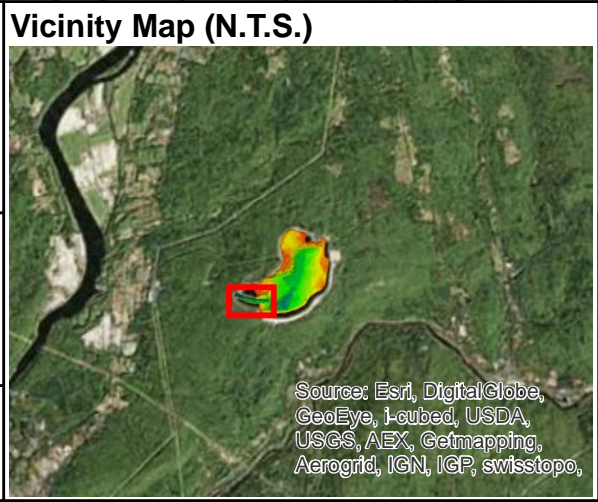 Vicinity Map (N.T.S.)
Source: Esri, DigitalGlobe,
GeoEye, i-cubed, USDA,
USGS, AEX, Getmapping,
Aerogrid, IGN, IGP, swisstopo,